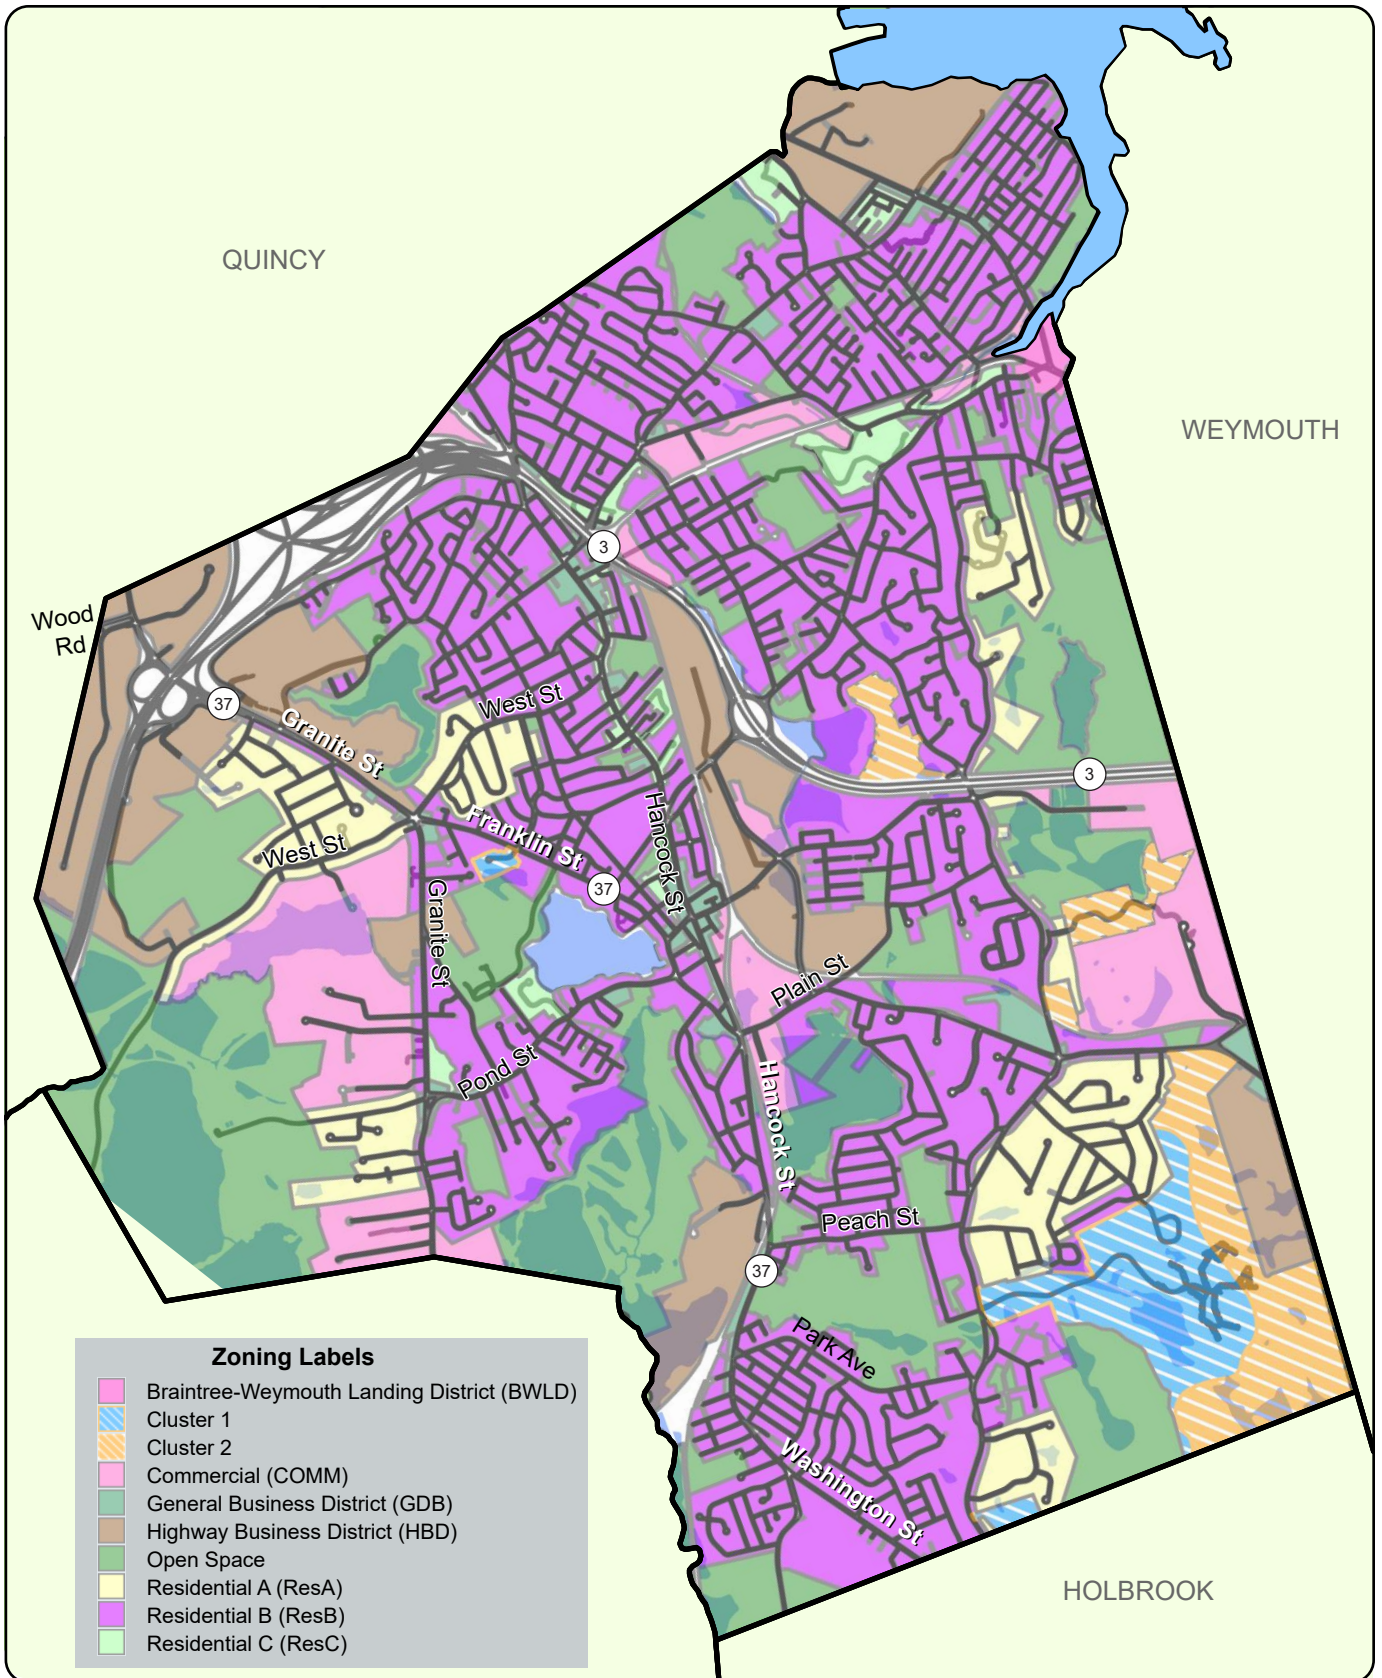 QUINCY
WEYMOUTH
3
Wood
Rd
37
West St
Granite St
3
Hancock St
Franklin St
West St
37
Granite St
Plain St
Pond St
Hancock St
Peach St
37
Park Ave
Washington St
HOLBROOK
Zoning Labels
Braintree-Weymouth Landing District (BWLD)
Cluster 1
Cluster 2
Commercial (COMM)
General Business District (GDB)
Highway Business District (HBD)
Open Space
Residential A (ResA)
Residential B (ResB)
Residential C (ResC)